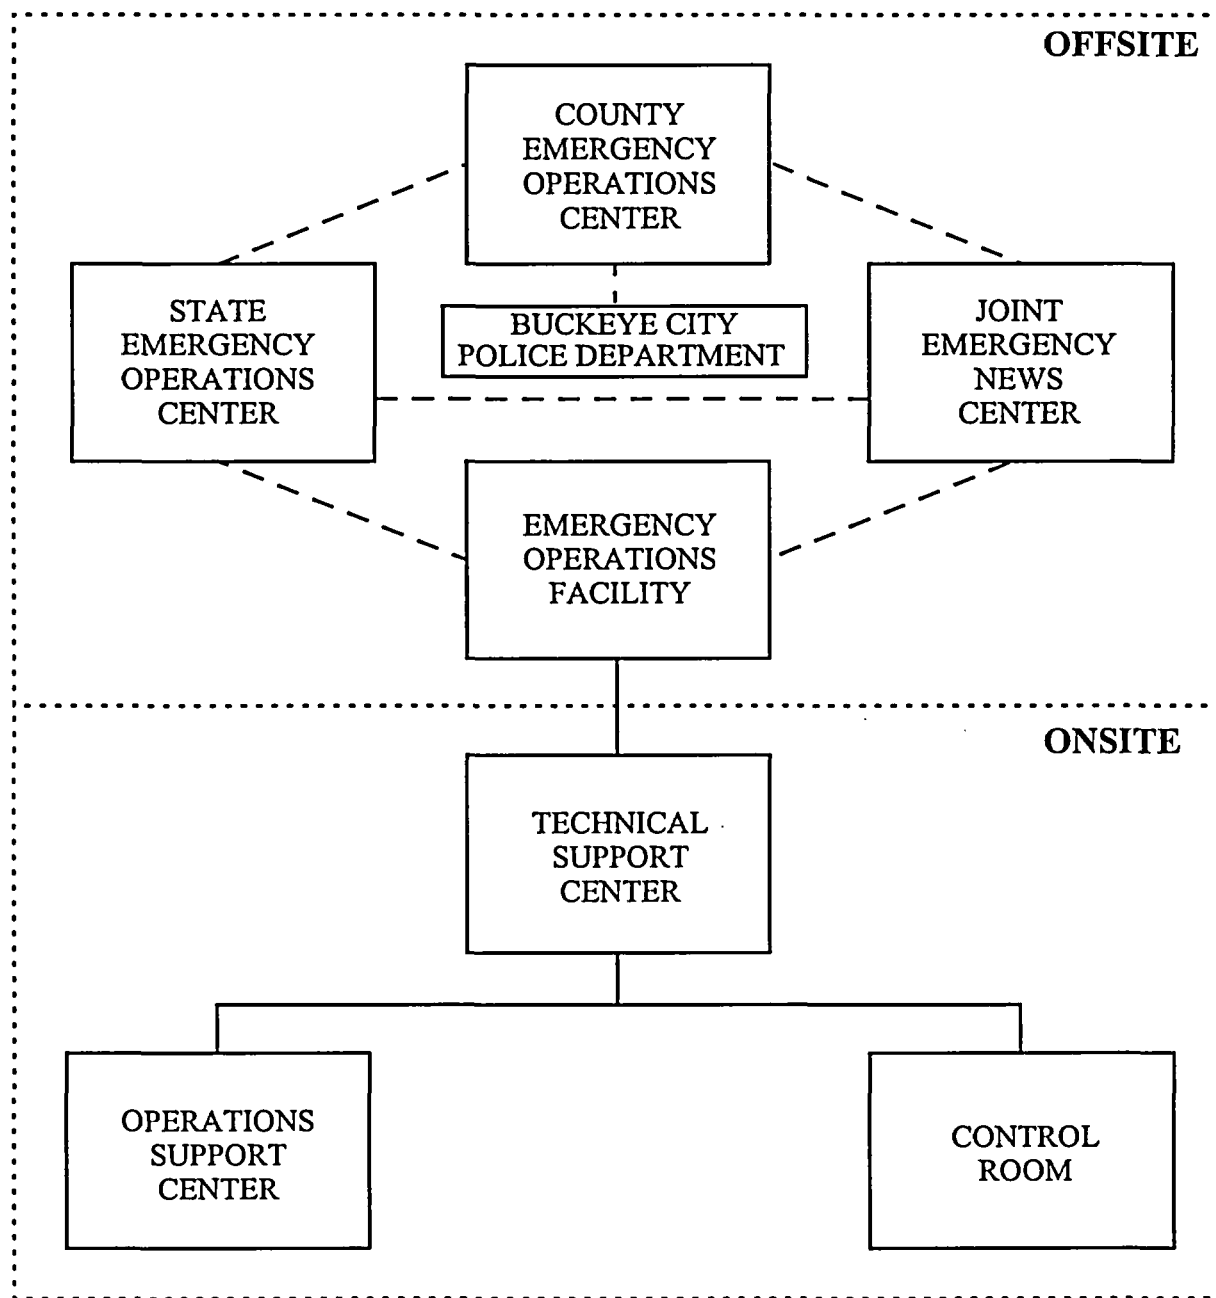 OFFSITE
COUNTY
EMERGENCY
OPERATIONS
CENTER
STATE
EMERGENCY
OPERATIONS
CENTER
BUCKEYE CITY
POLICE DEPARTMENT
JOINT
EMERGENCY
NEWS
CENTER
EMERGENCY
OPERATIONS
FACILITY
ONSITE
TECHNICAL
SUPPORT
CENTER
OPERATIONS
SUPPORT
CENTER
CONTROL
ROOM